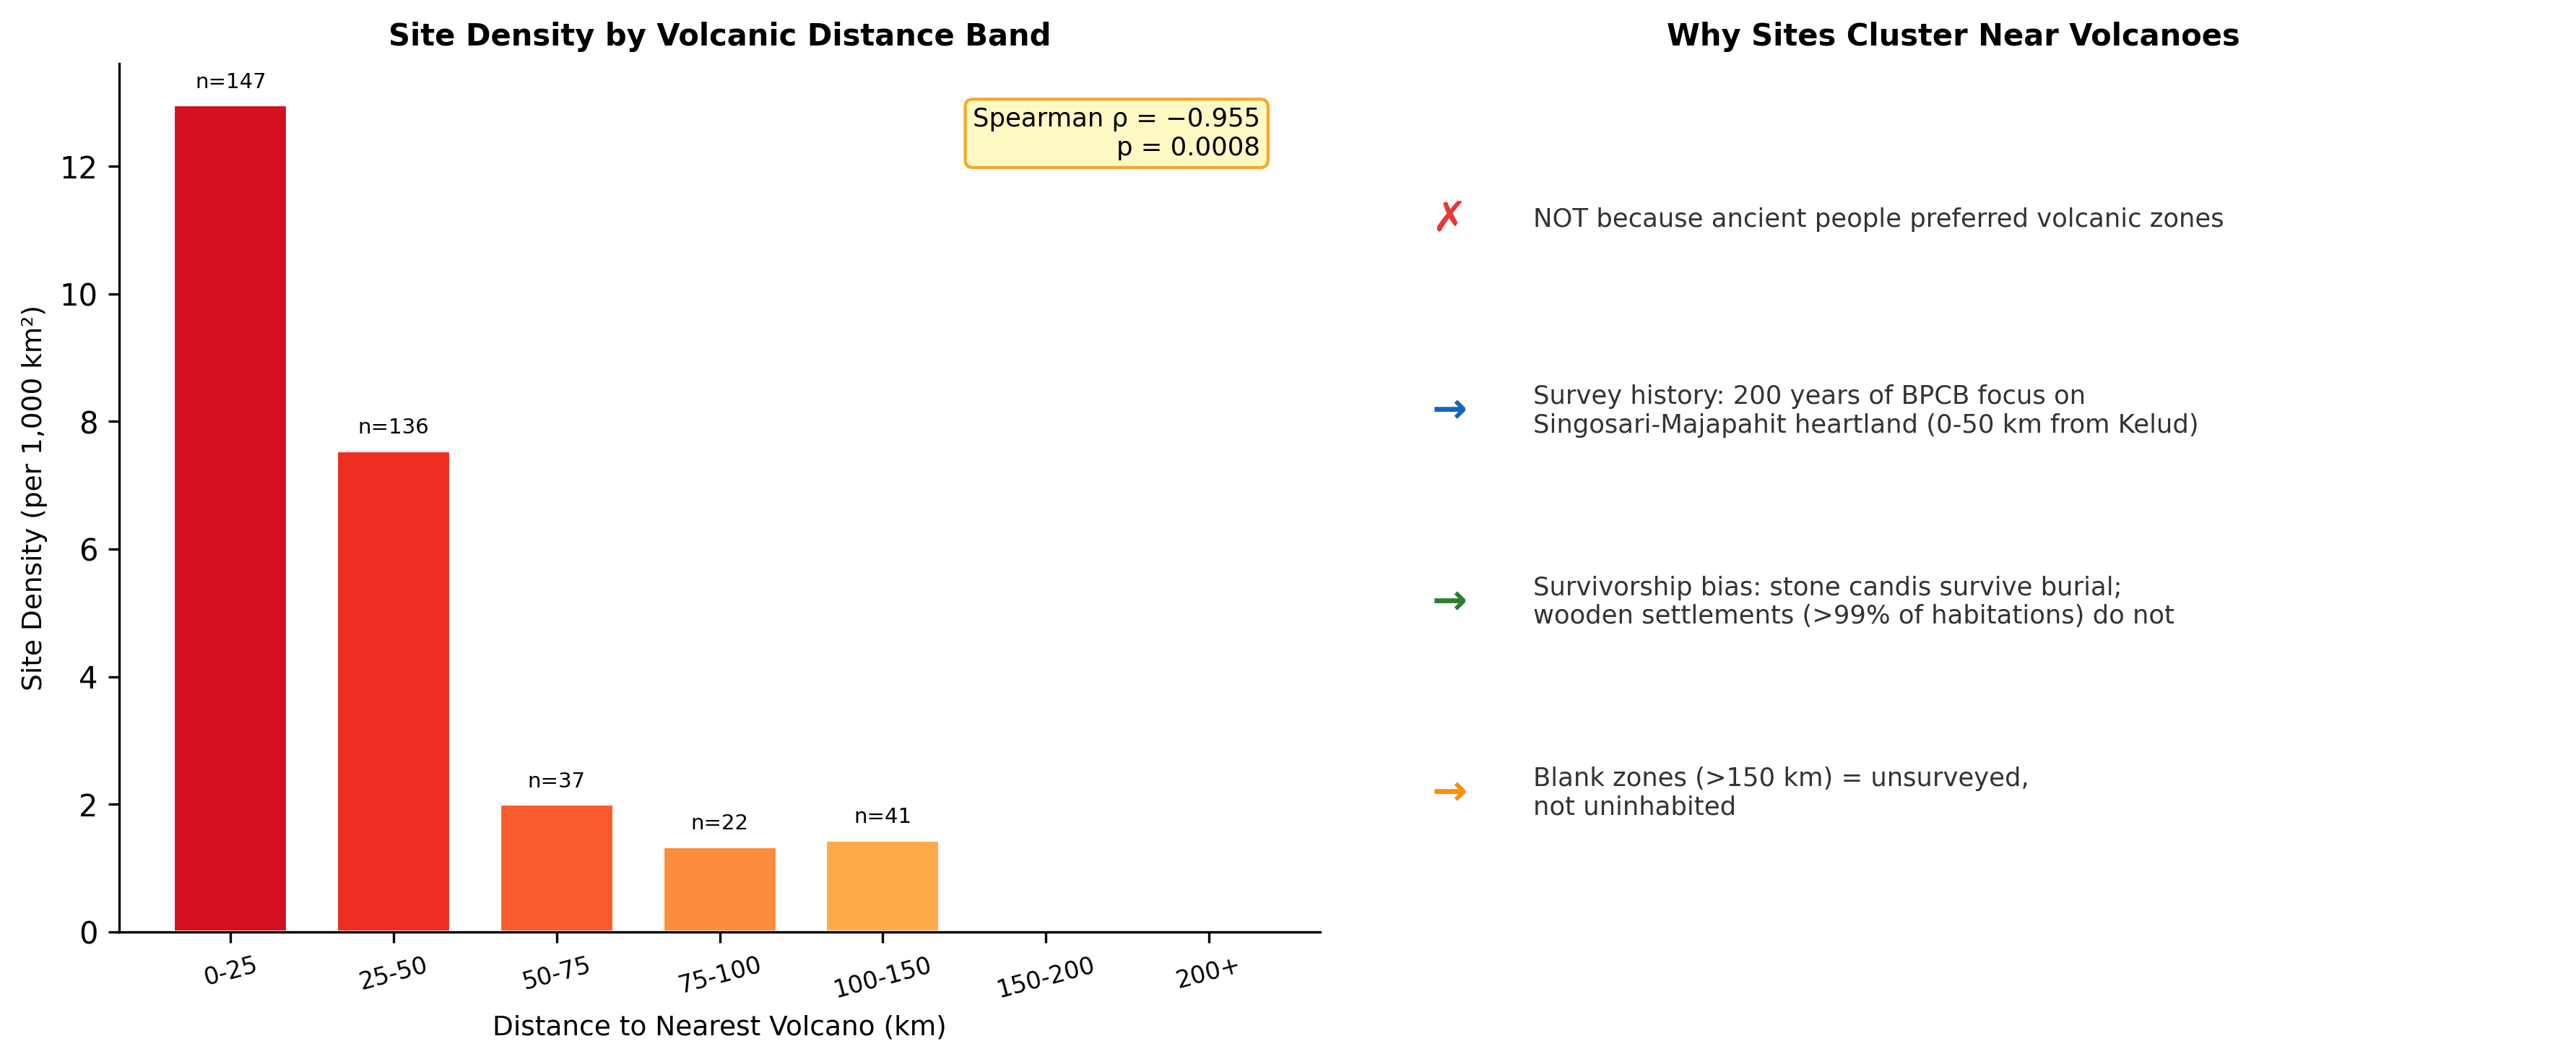 Site Density by Volcanic Distance Band
n=147
n=136
n=37
n=22
n=41
Spearman ρ = −0.955
p = 0.0008
Site Density (per 1,000 km²)
12
10
8
6
4
2
0
0-25
25-50
50-75
75-100
100-150
150-200
200+
Distance to Nearest Volcano (km)
Why Sites Cluster Near Volcanoes
✗ NOT because ancient people preferred volcanic zones
→ Survey history: 200 years of BPCB focus on
Singosari-Majapahit heartland (0-50 km from Kelud)
→ Survivorship bias: stone candis survive burial;
wooden settlements (>99% of habitations) do not
→ Blank zones (>150 km) = unsurveyed,
not uninhabited